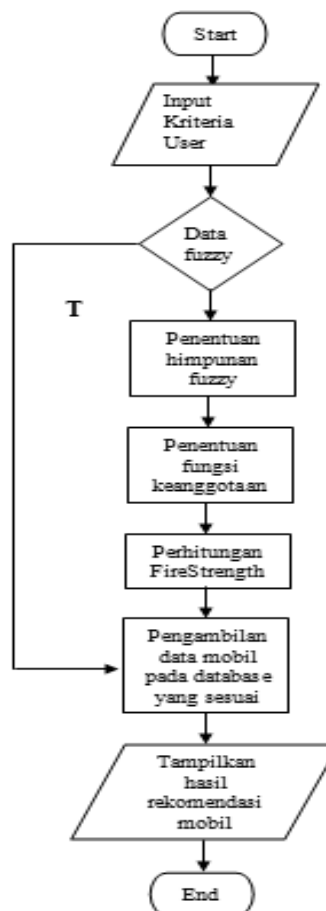 Start
Input
Kriteria
User
Data
fuzzy
T
Penentuan
himpunan
fuzzy
Penentuan
fungsi
keanggotaan
Perhitungan
FireStrength
Pengambilan
data mobil
pada database
yang sesuai
Tampilkan
hasil
rekomendasi
mobil
End